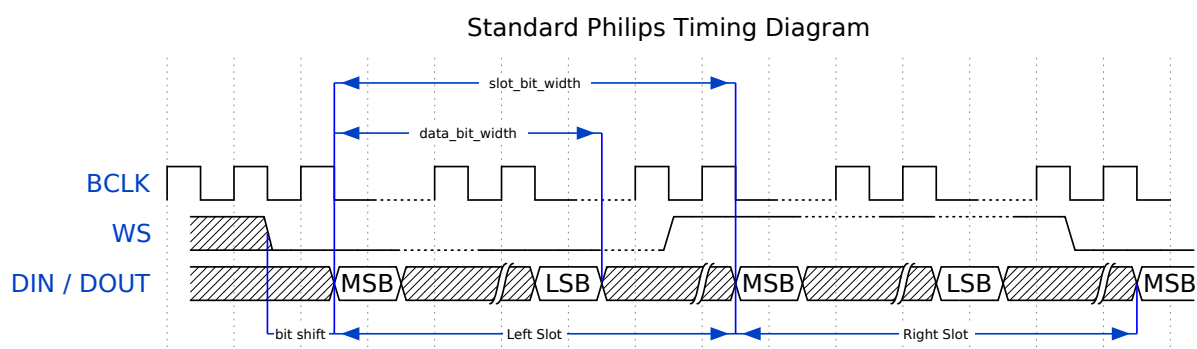 Standard Philips Timing Diagram
slot_bit_width
data_bit_width
BCLK
WS
DIN / DOUT MSB LSB MSB LSB MSB
bit shift Left Slot Right Slot